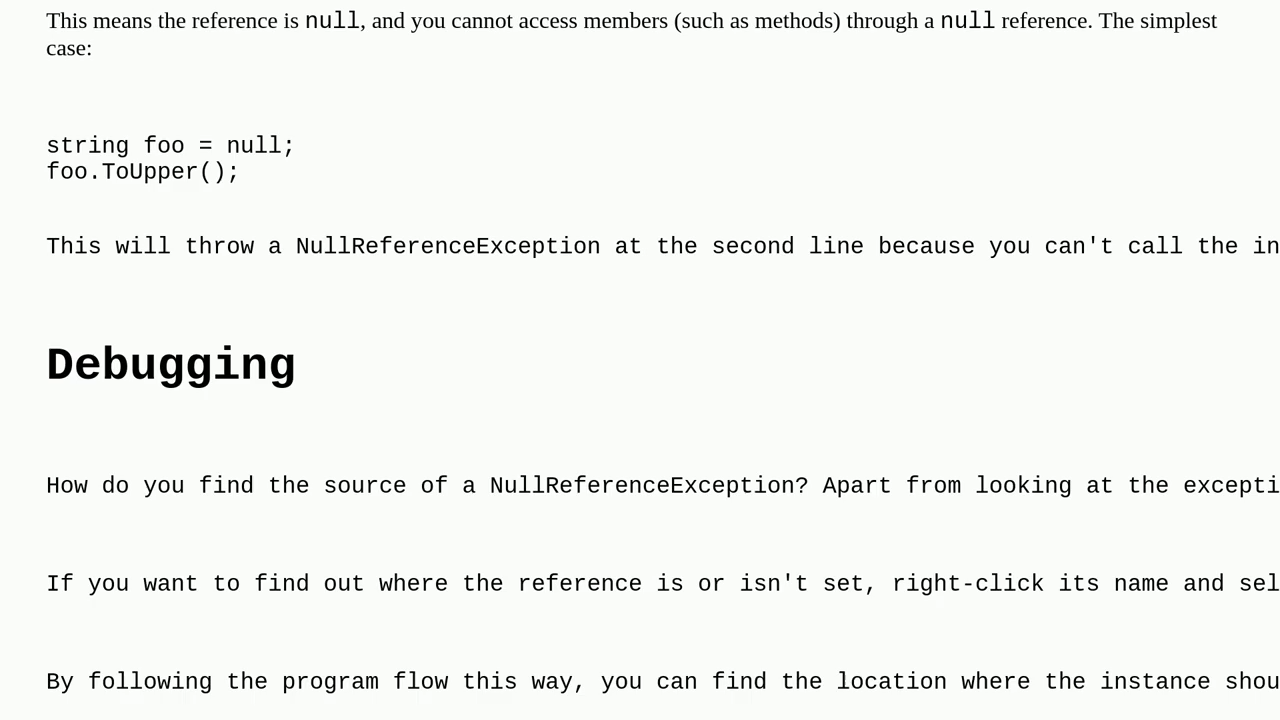 This means the reference is null, and you cannot access members (such as methods) through a null reference. The simplest
case:
string foo = null;
foo.ToUpper();
This will throw a NullReferenceException at the second line because you can't call the in
Debugging
How do you find the source of a NullReferenceException? Apart from looking at the excepti
If you want to find out where the reference is or isn't set, right-click its name and sel
By following the program flow this way, you can find the location where the instance shou